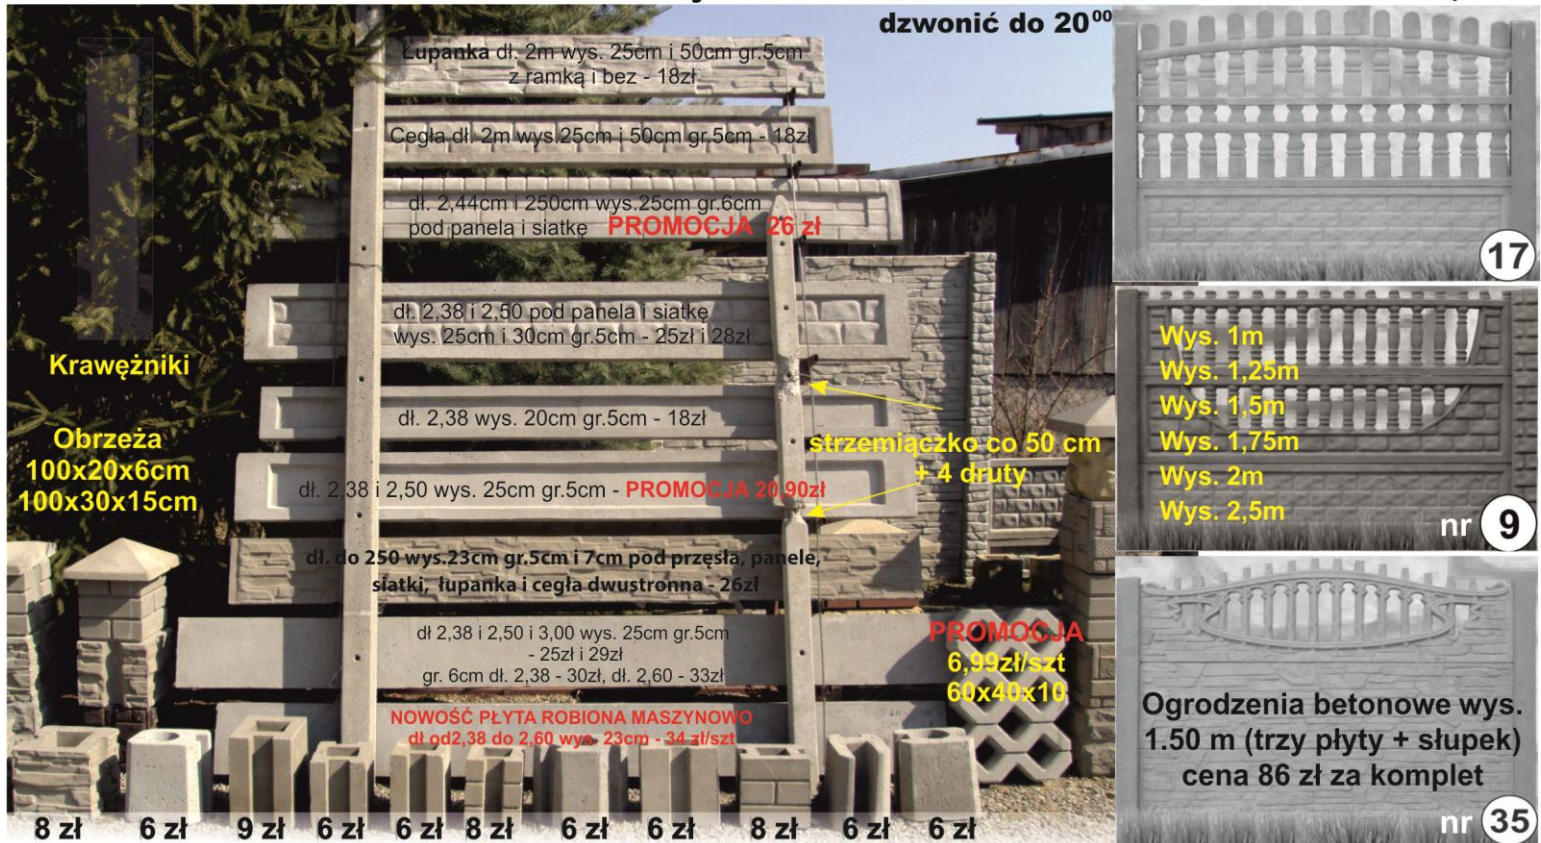 dzwonić do 20⁰⁰
Łupanka dł. 2m wys. 25cm i 50cm gr.5cm
z ramką i bez - 18zł
Cegła dł. 2m wys.25cm i 50cm gr.5cm - 18zł
dł. 2,44cm i 250cm wys.25cm gr.6cm
pod panela i siatkę PROMOCJA 26 zł
dł. 2,38 i 2,50 pod panela i siatkę
wys. 25cm i 30cm gr.5cm - 25zł i 28zł
dł. 2,38 wys. 20cm gr.5cm - 18zł
dł. 2,38 i 2,50 wys. 25cm gr.5cm - PROMOCJA 20,90zł
dł. do 250 wys.23cm gr.5cm i 7cm pod przęsła, panele,
siatki, łupanka i cegła dwustronna - 26zł
dł 2,38 i 2,50 i 3,00 wys. 25cm gr.5cm
- 25zł i 29zł
gr. 6cm dł. 2,38 - 30zł, dł. 2,60 - 33zł
NOWOŚĆ PŁYTA ROBIONA MASZYNOWO
dł od2,38 do 2,60 wys. 23cm - 34 zł/szt
Krawężniki
Obrzeża
100x20x6cm
100x30x15cm
strzemiączko co 50 cm
+ 4 druty
PROMOCJA
6,99zł/szt
60x40x10
8 zł 6 zł 9 zł 6 zł 6 zł 8 zł 6 zł 6 zł 8 zł 6 zł 6 zł
17
Wys. 1m
Wys. 1,25m
Wys. 1,5m
Wys. 1,75m
Wys. 2m
Wys. 2,5m
nr 9
Ogrodzenia betonowe wys.
1.50 m (trzy płyty + słupek)
cena 86 zł za komplet
nr 35